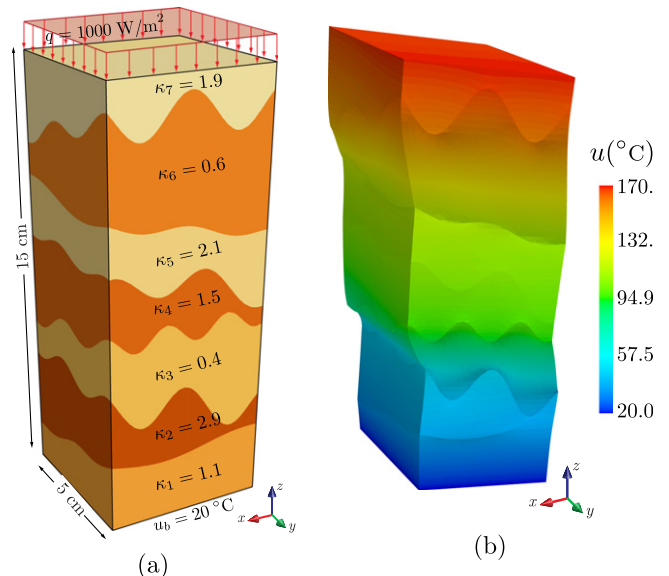 q = 1000 W/m²
κ₇ = 1.9
κ₆ = 0.6
κ₅ = 2.1
κ₄ = 1.5
κ₃ = 0.4
κ₂ = 2.9
κ₁ = 1.1
u_b = 20 °C
15 cm
5 cm
z
x
y
(a)
u(°C)
170.
132.
94.9
57.5
20.0
z
x
y
(b)